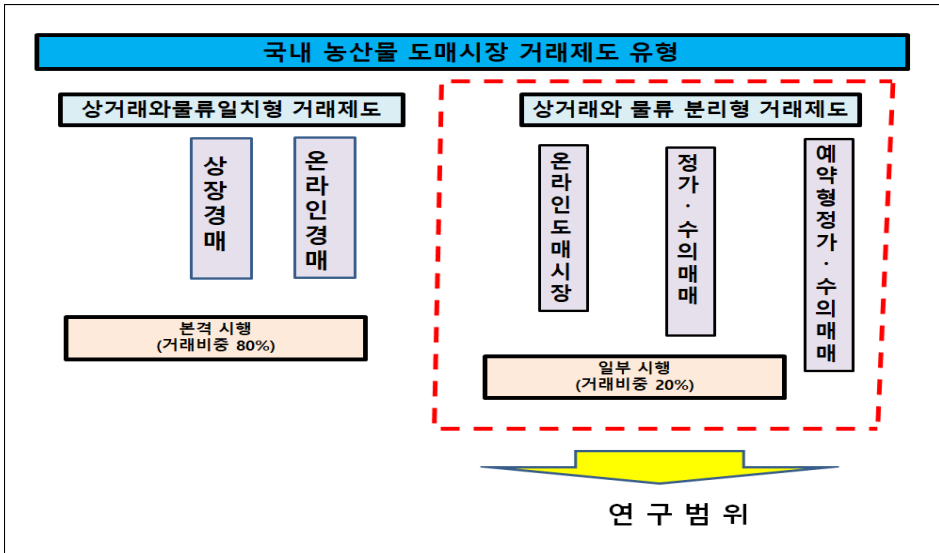 국내 농산물 도매시장 거래제도 유형
상거래와물류일치형 거래제도
상거래와 물류 분리형 거래제도
상장경매
온라인경매
온라인도매시장
정가·수의매매
예약형정가·수의매매
본격 시행
(거래비중 80%)
일부 시행
(거래비중 20%)
연 구 범 위